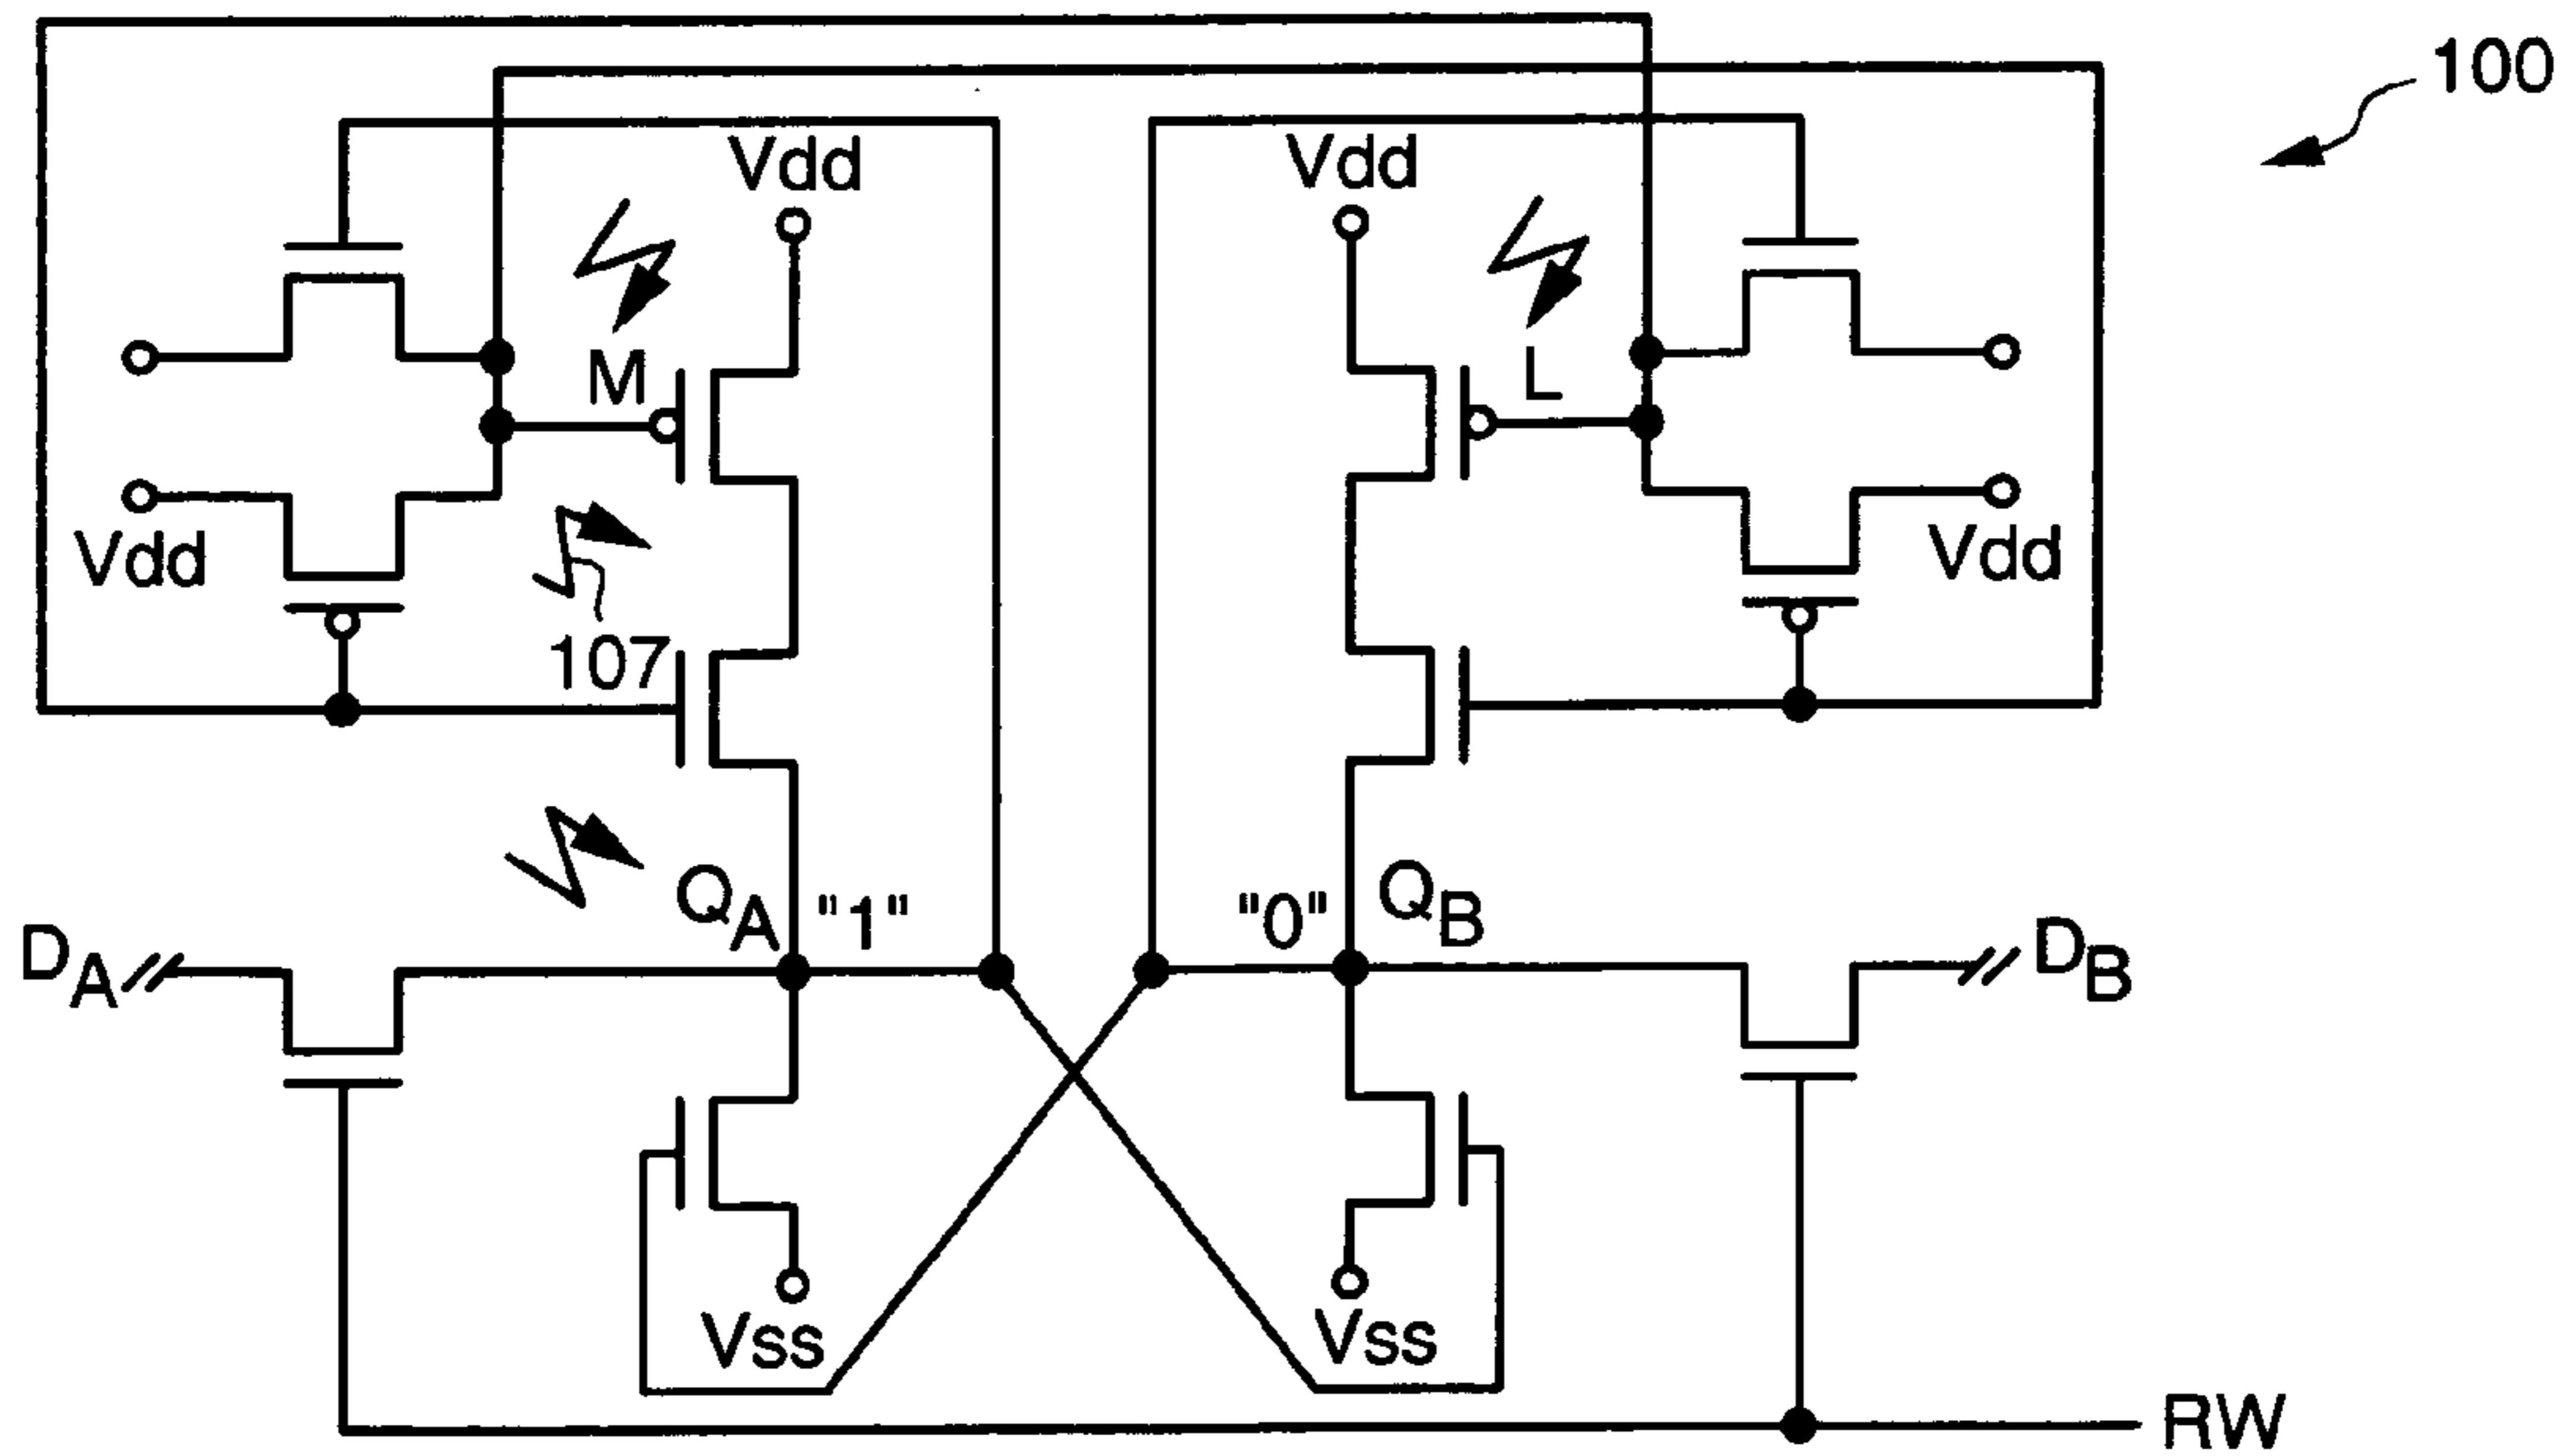 100
Vdd
Vdd
M
L
Vdd
Vdd
107
QA "1"
"0" QB
DA
DB
Vss
Vss
RW